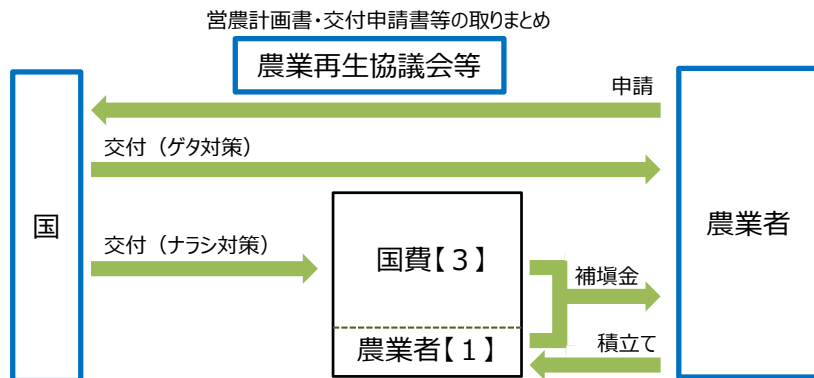 営農計画書・交付申請書等の取りまとめ
農業再生協議会等
申請
交付（ゲタ対策）
国
農業者
交付（ナラシ対策）
国費【３】
補塡金
農業者【１】
積立て